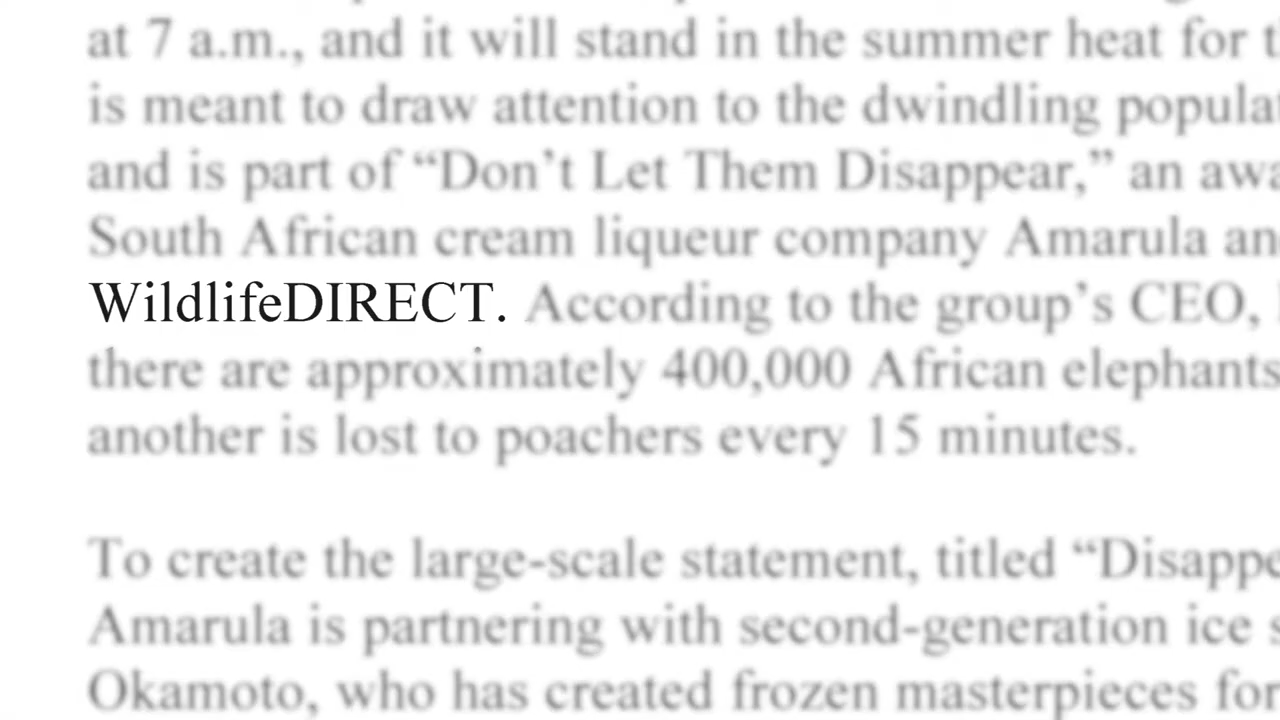 at 7 a.m., and it will stand in the summer heat for
is meant to draw attention to the dwindling
and is part of “Don’t Let Them Disappear,” an
South African cream liqueur company Amarula
WildlifeDIRECT. According to the group’s CEO,
there are approximately 400,000 African elephants
another is lost to poachers every 15 minutes.
To create the large-scale statement, titled
Amarula is partnering with second-generation ice
Okamoto, who has created frozen masterpieces for